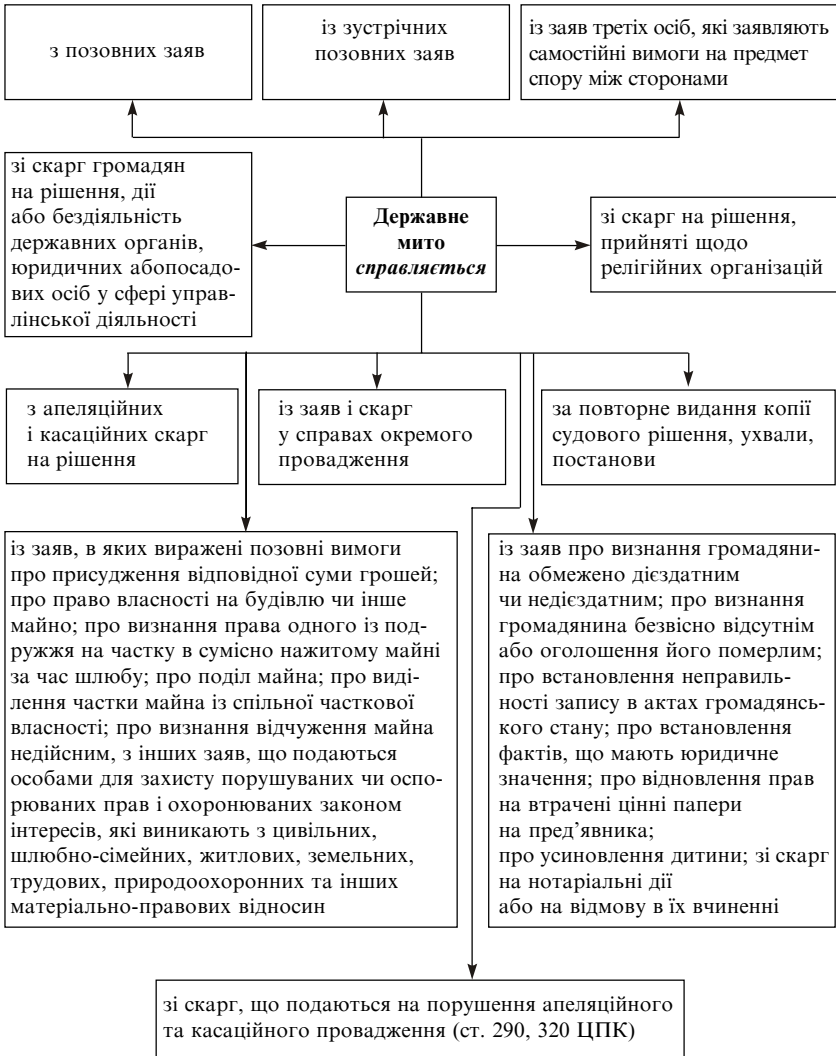 з позовних заяв
із зустрічних
позовних заяв
із заяв третіх осіб, які заявляють
самостійні вимоги на предмет
спору між сторонами
зі скарг громадян
на рішення, дії
або бездіяльність
державних органів,
юридичних абопосадо-
вих осіб у сфері управ-
лінської діяльності
Державне
мито
справляється
зі скарг на рішення,
прийняті щодо
релігійних організацій
з апеляційних
і касаційних скарг
на рішення
із заяв і скарг
у справах окремого
провадження
за повторне видання копії
судового рішення, ухвали,
постанови
із заяв, в яких виражені позовні вимоги
про присудження відповідної суми грошей;
про право власності на будівлю чи інше
майно; про визнання права одного із под-
ружжя на частку в сумісно нажитому майні
за час шлюбу; про поділ майна; про виді-
лення частки майна із спільної часткової
власності; про визнання відчуження майна
недійсним, з інших заяв, що подаються
особами для захисту порушуваних чи оспо-
рюваних прав і охоронюваних законом
інтересів, які виникають з цивільних,
шлюбно-сімейних, житлових, земельних,
трудових, природоохоронних та інших
матеріально-правових відносин
із заяв про визнання громадяни-
на обмежено дієздатним
чи недієздатним; про визнання
громадянина безвісно відсутнім
або оголошення його померлим;
про встановлення неправиль-
ності запису в актах громадянсь-
кого стану; про встановлення
фактів, що мають юридичне
значення; про відновлення прав
на втрачені цінні папери
на пред’явника;
про усиновлення дитини; зі скарг
на нотаріальні дії
або на відмову в їх вчиненні
зі скарг, що подаються на порушення апеляційного
та касаційного провадження (ст. 290, 320 ЦПК)